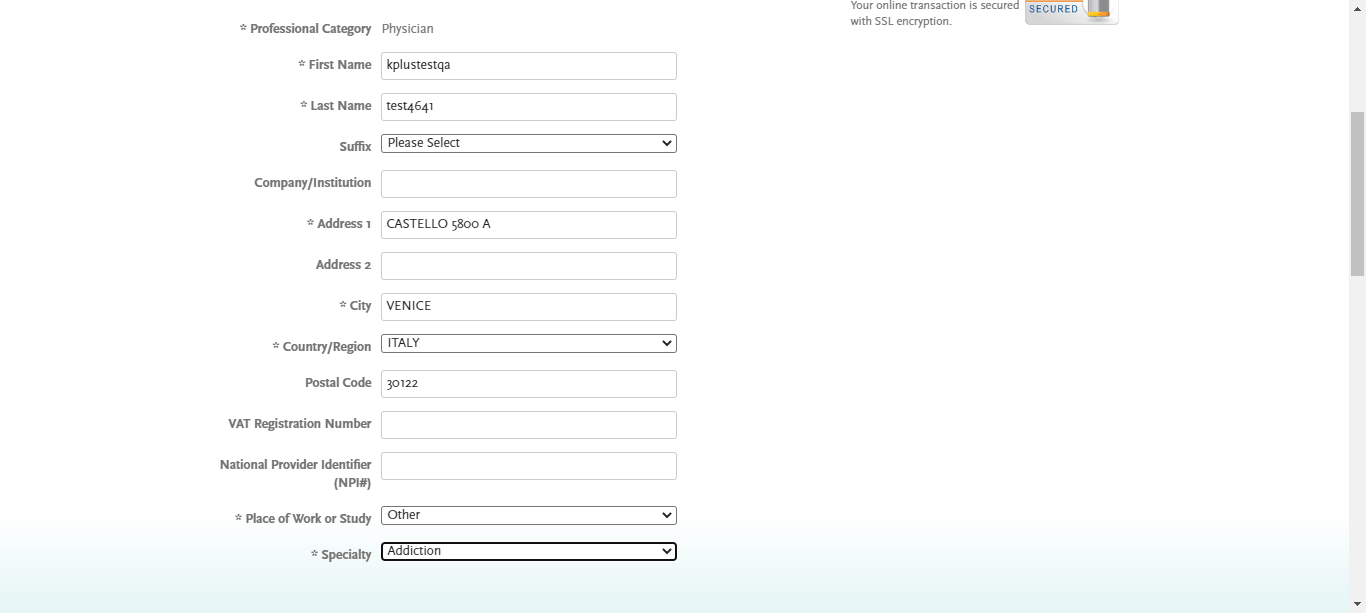 Your online transaction is secured
with SSL encryption.
SECURED
* Professional Category Physician
* First Name kplustestqa
* Last Name test4641
Suffix Please Select
Company/Institution
* Address 1 CASTELLO 5800 A
Address 2
* City VENICE
* Country/Region ITALY
Postal Code 30122
VAT Registration Number
National Provider Identifier
(NPI#)
* Place of Work or Study Other
* Specialty Addiction